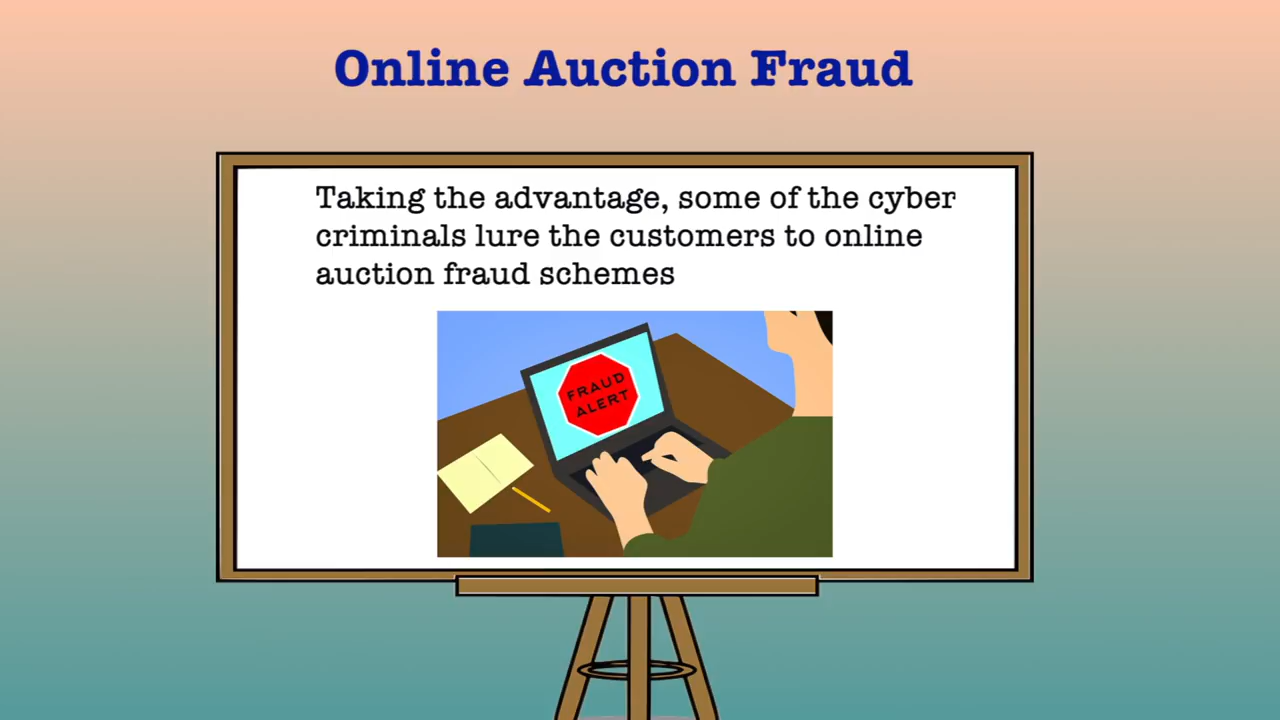 Online Auction Fraud
Taking the advantage, some of the cyber
criminals lure the customers to online
auction fraud schemes
FRAUD
ALERT